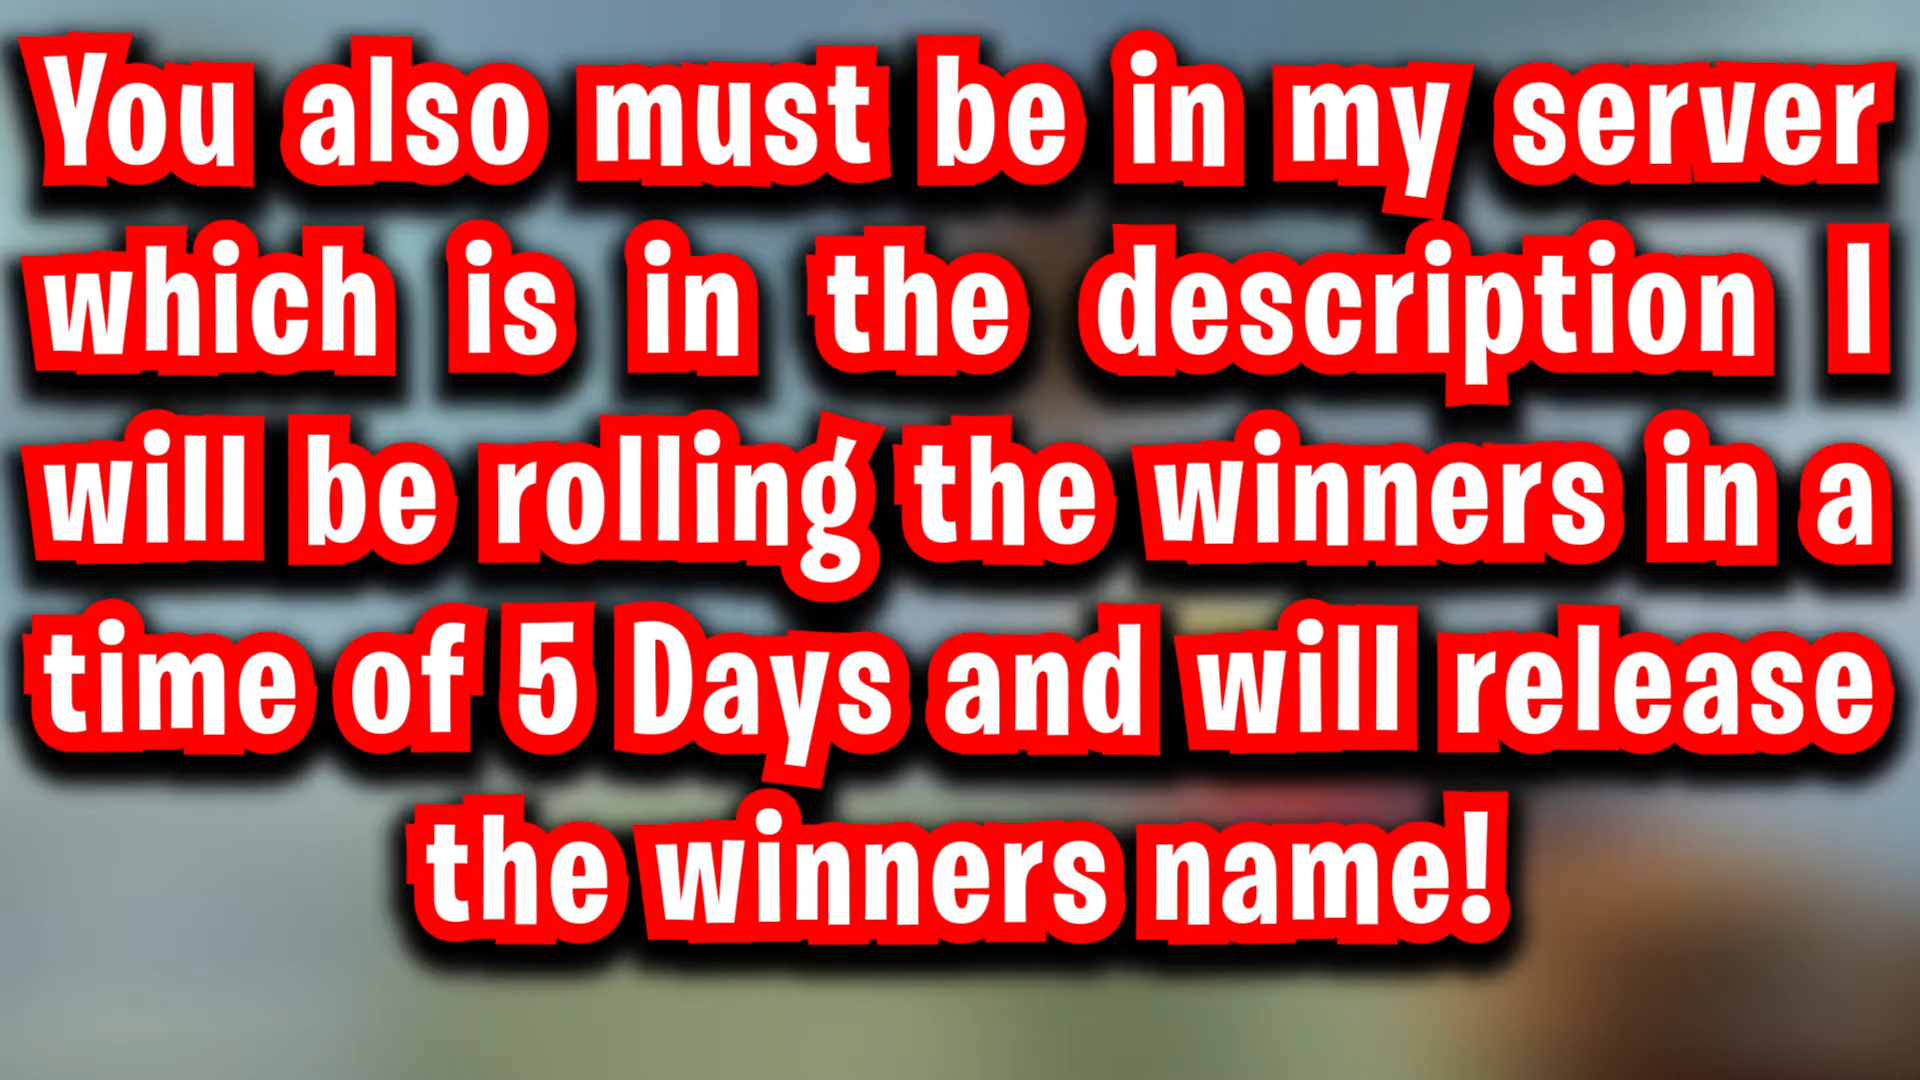 You also must be in my server
which is in the description I
will be rolling the winners in a
time of 5 Days and will release
the winners name!